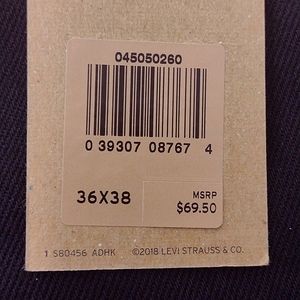 045050260
0 39307 08767 4
36X38
MSRP
$69.50
1 S80456 ADHK ©2018 LEVI STRAUSS & CO.